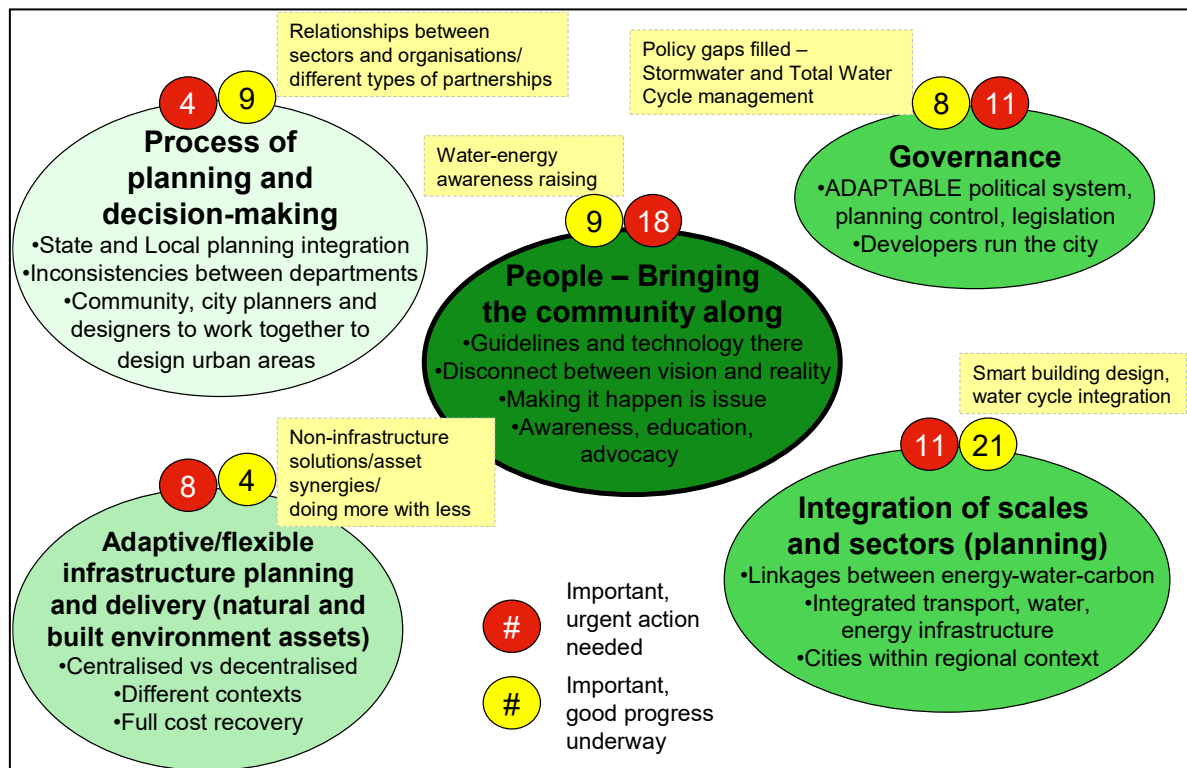 Relationships between
sectors and organisations/
different types of partnerships
4
9
Process of
planning and
decision-making
•State and Local planning integration
•Inconsistencies between departments
•Community, city planners and
designers to work together to
design urban areas
Policy gaps filled –
Stormwater and Total Water
Cycle management
8
11
Governance
•ADAPTABLE political system,
planning control, legislation
•Developers run the city
Water-energy
awareness raising
9
18
People – Bringing
the community along
•Guidelines and technology there
•Disconnect between vision and reality
•Making it happen is issue
•Awareness, education,
advocacy
Non-infrastructure
solutions/asset
synergies/
doing more with less
8
4
Adaptive/flexible
infrastructure planning
and delivery (natural and
built environment assets)
•Centralised vs decentralised
•Different contexts
•Full cost recovery
Smart building design,
water cycle integration
11
21
Integration of scales
and sectors (planning)
•Linkages between energy-water-carbon
•Integrated transport, water,
energy infrastructure
•Cities within regional context
#
Important,
urgent action
needed
#
Important,
good progress
underway